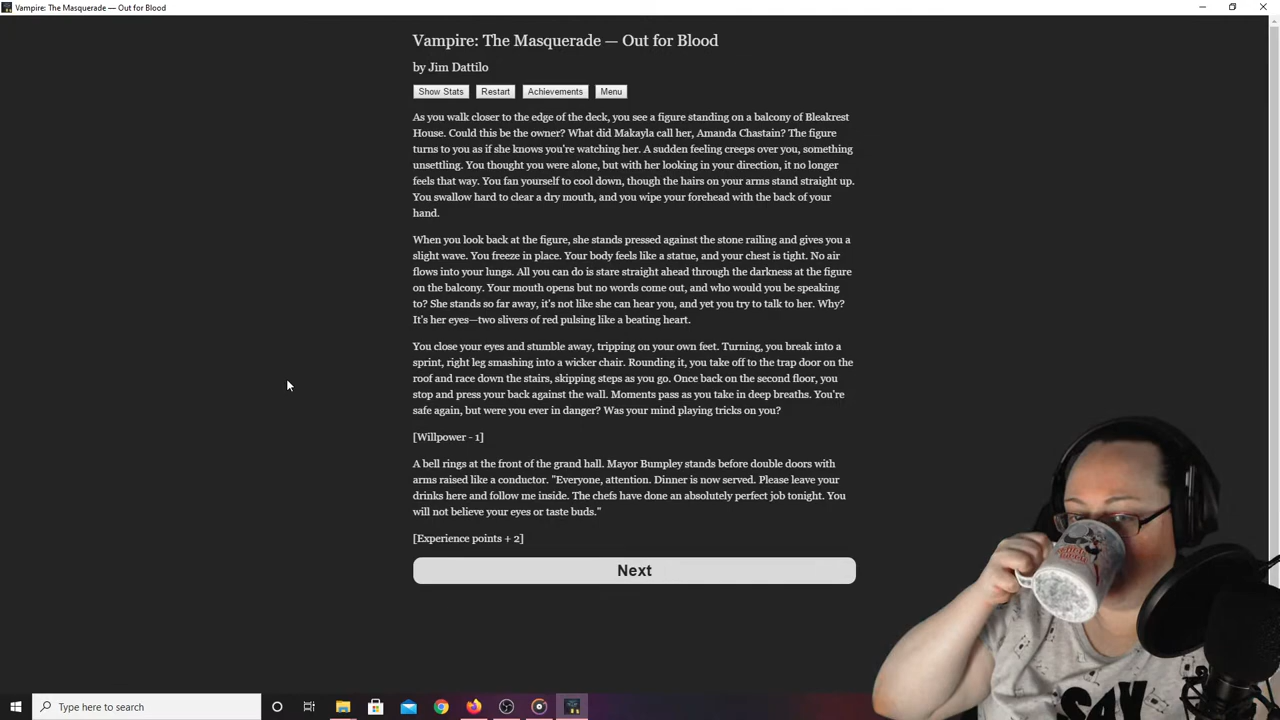 Vampire: The Masquerade — Out for Blood
Vampire: The Masquerade — Out for Blood
by Jim Dattilo
Show Stats Restart Achievements Menu
As you walk closer to the edge of the deck, you see a figure standing on a balcony of Bleakrest
House. Could this be the owner? What did Makayla call her, Amanda Chastain? The figure
turns to you as if she knows you're watching her. A sudden feeling creeps over you, something
unsettling. You thought you were alone, but with her looking in your direction, it no longer
feels that way. You fan yourself to cool down, though the hairs on your arms stand straight up.
You swallow hard to clear a dry mouth, and you wipe your forehead with the back of your
hand.
When you look back at the figure, she stands pressed against the stone railing and gives you a
slight wave. You freeze in place. Your body feels like a statue, and your chest is tight. No air
flows into your lungs. All you can do is stare straight ahead through the darkness at the figure
on the balcony. Your mouth opens but no words come out, and who would you be speaking
to? She stands so far away, it's not like she can hear you, and yet you try to talk to her. Why?
It's her eyes—two slivers of red pulsing like a beating heart.
You close your eyes and stumble away, tripping on your own feet. Turning, you break into a
sprint, right leg smashing into a wicker chair. Rounding it, you take off to the trap door on the
roof and race down the stairs, skipping steps as you go. Once back on the second floor, you
stop and press your back against the wall. Moments pass as you take in deep breaths. You're
safe again, but were you ever in danger? Was your mind playing tricks on you?
[Willpower - 1]
A bell rings at the front of the grand hall. Mayor Bumpley stands before double doors with
arms raised like a conductor. "Everyone, attention. Dinner is now served. Please leave your
drinks here and follow me inside. The chefs have done an absolutely perfect job tonight. You
will not believe your eyes or taste buds."
[Experience points + 2]
Next
SAY
Type here to search